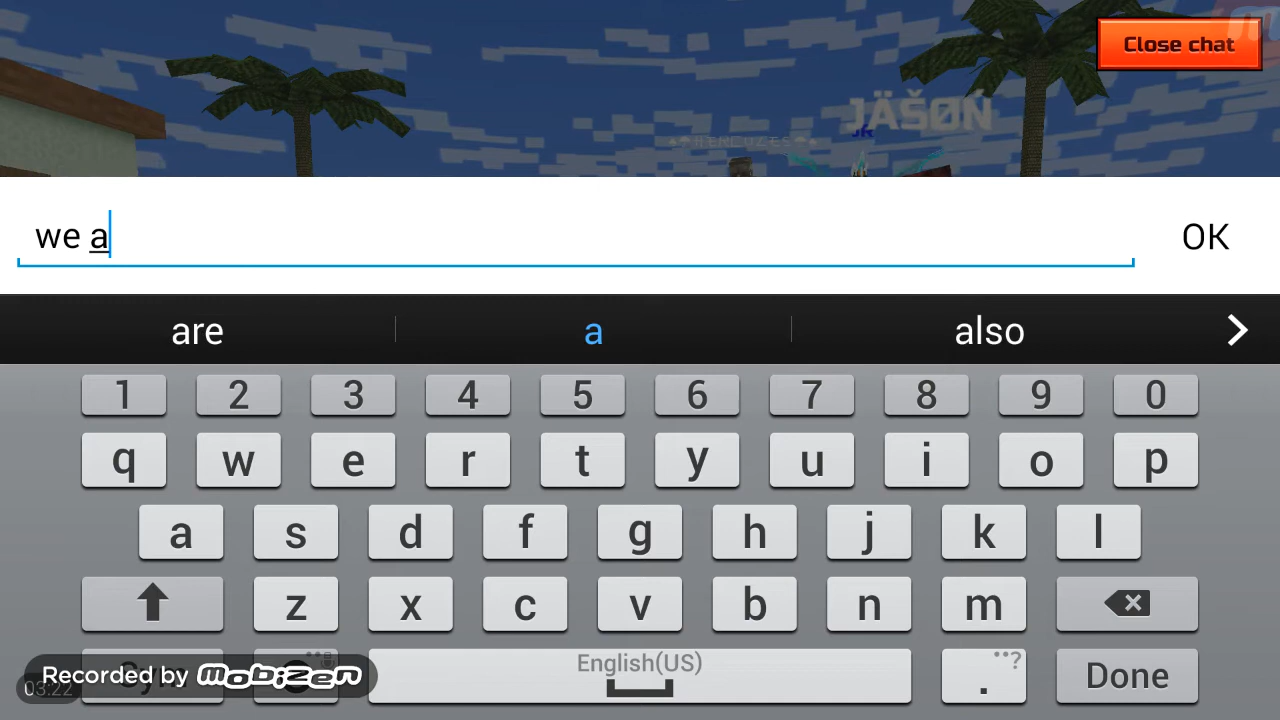 Close chat
JÄŠØN
JR
we a
OK
are a also
1 2 3 4 5 6 7 8 9 0
q w e r t y u i o p
a s d f g h j k l
z x c v b n m
English(US)
. ?
Done
Recorded by mobizen
03:22